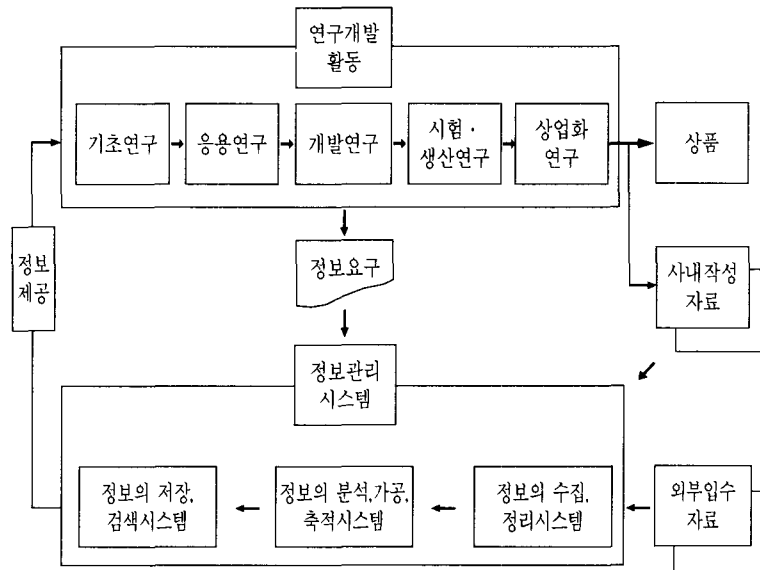 연구개발
활동
기초연구
응용연구
개발연구
시험·
생산연구
상업화
연구
상품
정보
제공
정보요구
사내작성
자료
정보관리
시스템
정보의 저장,
검색시스템
정보의 분석,가공,
축적시스템
정보의 수집,
정리시스템
외부입수
자료